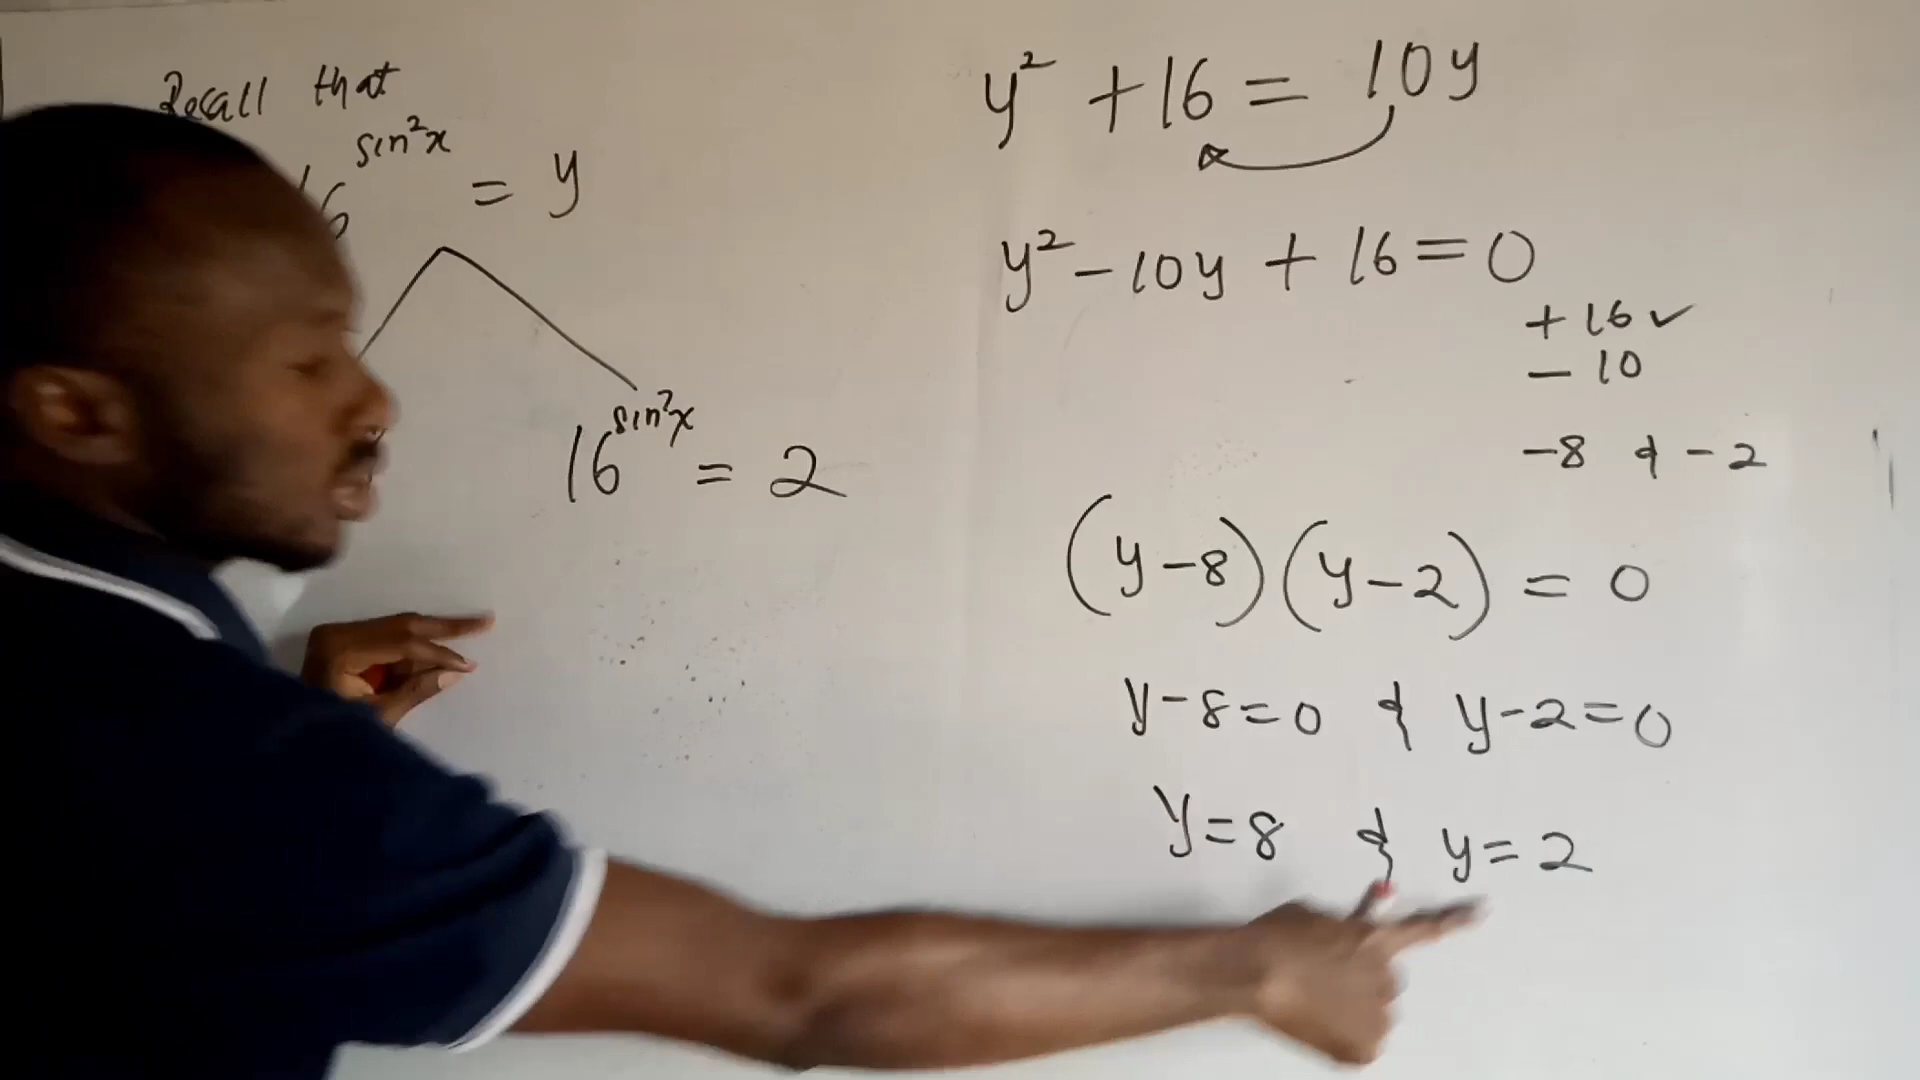 Recall that
6^sin²x = y
16^sin²x = 2
y² + 16 = 10y
y² - 10y + 16 = 0
+ 16 ✓
- 10
-8 & -2
(y - 8)(y - 2) = 0
y - 8 = 0 & y - 2 = 0
y = 8 & y = 2